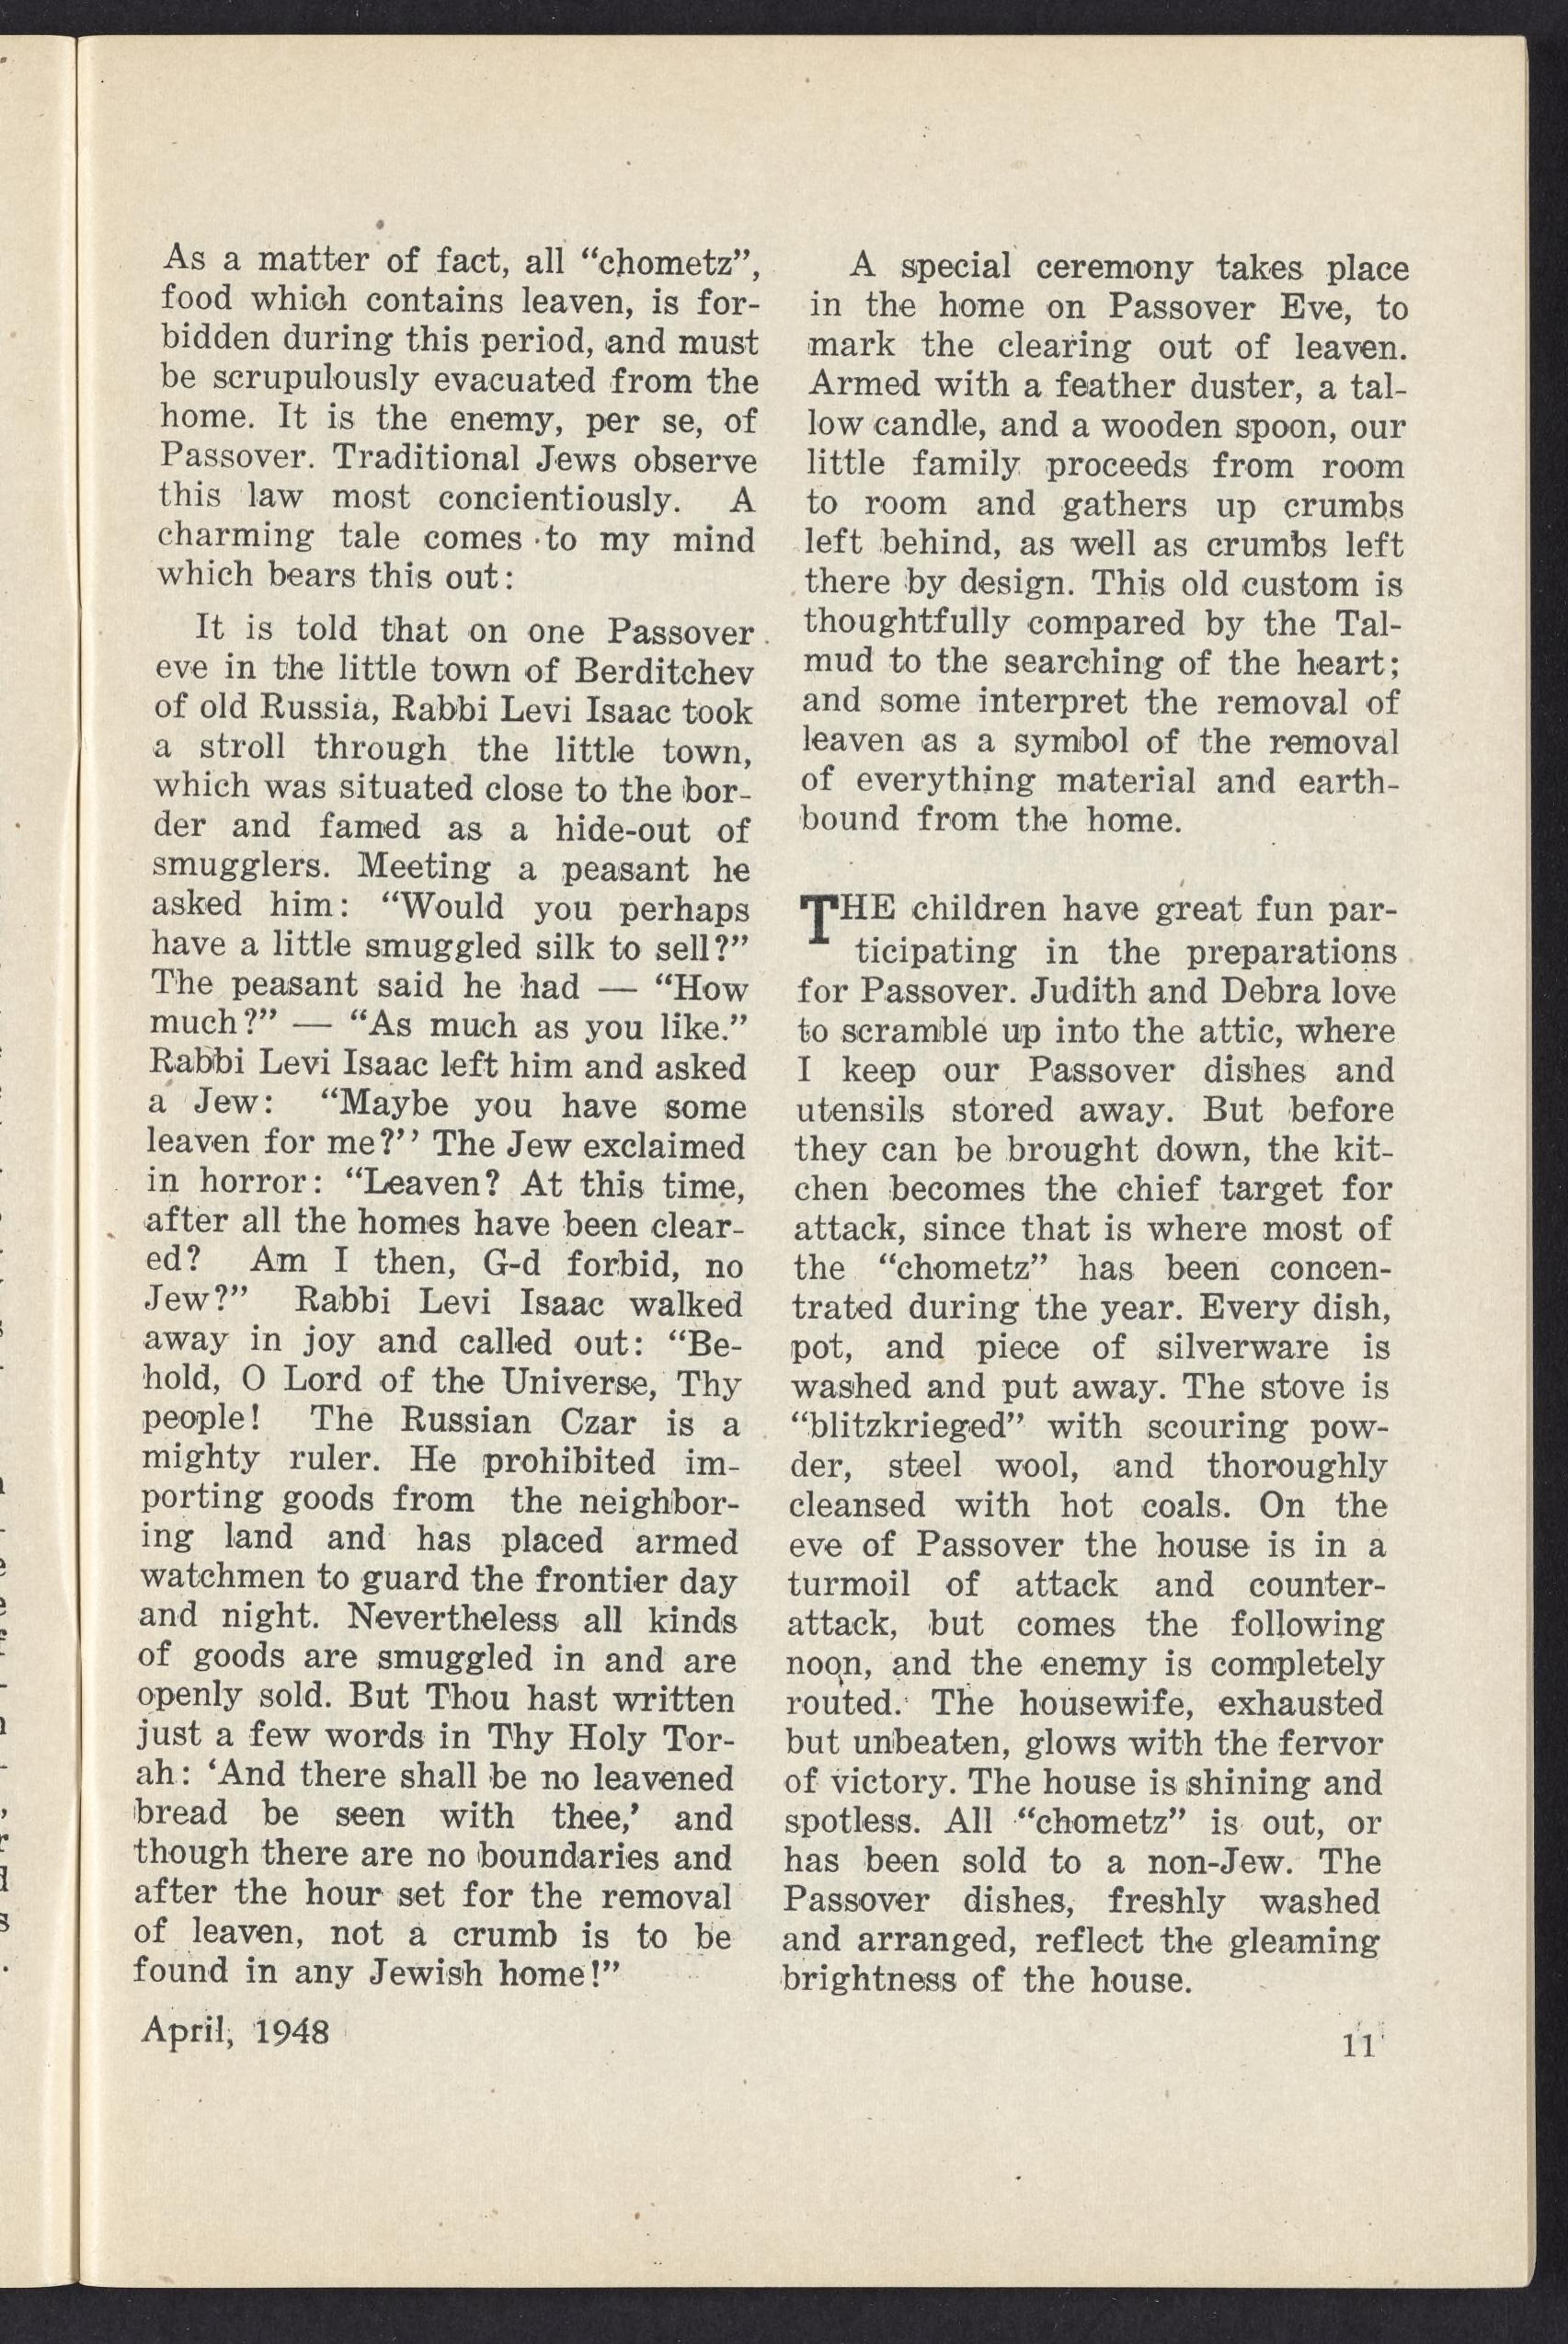 As a matter of fact, all “chometz”,
food which contains leaven, is for-
bidden during this period, and must
be scrupulously evacuated from the
home. It is the enemy, per se, of
Passover. Traditional Jews observe
this law most concientiously. A
charming tale comes to my mind
which bears this out:
It is told that on one Passover
eve in the little town of Berditchev
of old Russia, Rabbi Levi Isaac took
a stroll through the little town,
which was situated close to the bor-
der and famed as a hide-out of
smugglers. Meeting a peasant he
asked him: “Would you perhaps
have a little smuggled silk to sell?”
The peasant said he had — “How
much?” — “As much as you like.”
Rabbi Levi Isaac left him and asked
a Jew: “Maybe you have some
leaven for me?’’ The Jew exclaimed
in horror: “Leaven? At this time,
after all the homes have been clear-
ed? Am I then, G-d forbid, no
Jew?” Rabbi Levi Isaac walked
away in joy and called out: “Be-
hold, O Lord of the Universe, Thy
people! The Russian Czar is a
mighty ruler. He prohibited im-
porting goods from the neighbor-
ing land and has placed armed
watchmen to guard the frontier day
and night. Nevertheless all kinds
of goods are smuggled in and are
openly sold. But Thou hast written
just a few words in Thy Holy Tor-
ah: ‘And there shall be no leavened
bread be seen with thee,’ and
though there are no boundaries and
after the hour set for the removal
of leaven, not a crumb is to be
found in any Jewish home!”
A special ceremony takes place
in the home on Passover Eve, to
mark the clearing out of leaven.
Armed with a feather duster, a tal-
low candle, and a wooden spoon, our
little family proceeds from room
to room and gathers up crumbs
left behind, as well as crumbs left
there by design. This old custom is
thoughtfully compared by the Tal-
mud to the searching of the heart;
and some interpret the removal of
leaven as a symbol of the removal
of everything material and earth-
bound from the home.
THE children have great fun par-
ticipating in the preparations
for Passover. Judith and Debra love
to scramble up into the attic, where
I keep our Passover dishes and
utensils stored away. But before
they can be brought down, the kit-
chen becomes the chief target for
attack, since that is where most of
the “chometz” has been concen-
trated during the year. Every dish,
pot, and piece of silverware is
washed and put away. The stove is
“blitzkrieged” with scouring pow-
der, steel wool, and thoroughly
cleansed with hot coals. On the
eve of Passover the house is in a
turmoil of attack and counter-
attack, but comes the following
noon, and the enemy is completely
routed. The housewife, exhausted
but unbeaten, glows with the fervor
of victory. The house is shining and
spotless. All “chometz” is out, or
has been sold to a non-Jew. The
Passover dishes, freshly washed
and arranged, reflect the gleaming
brightness of the house.
April, 1948
11